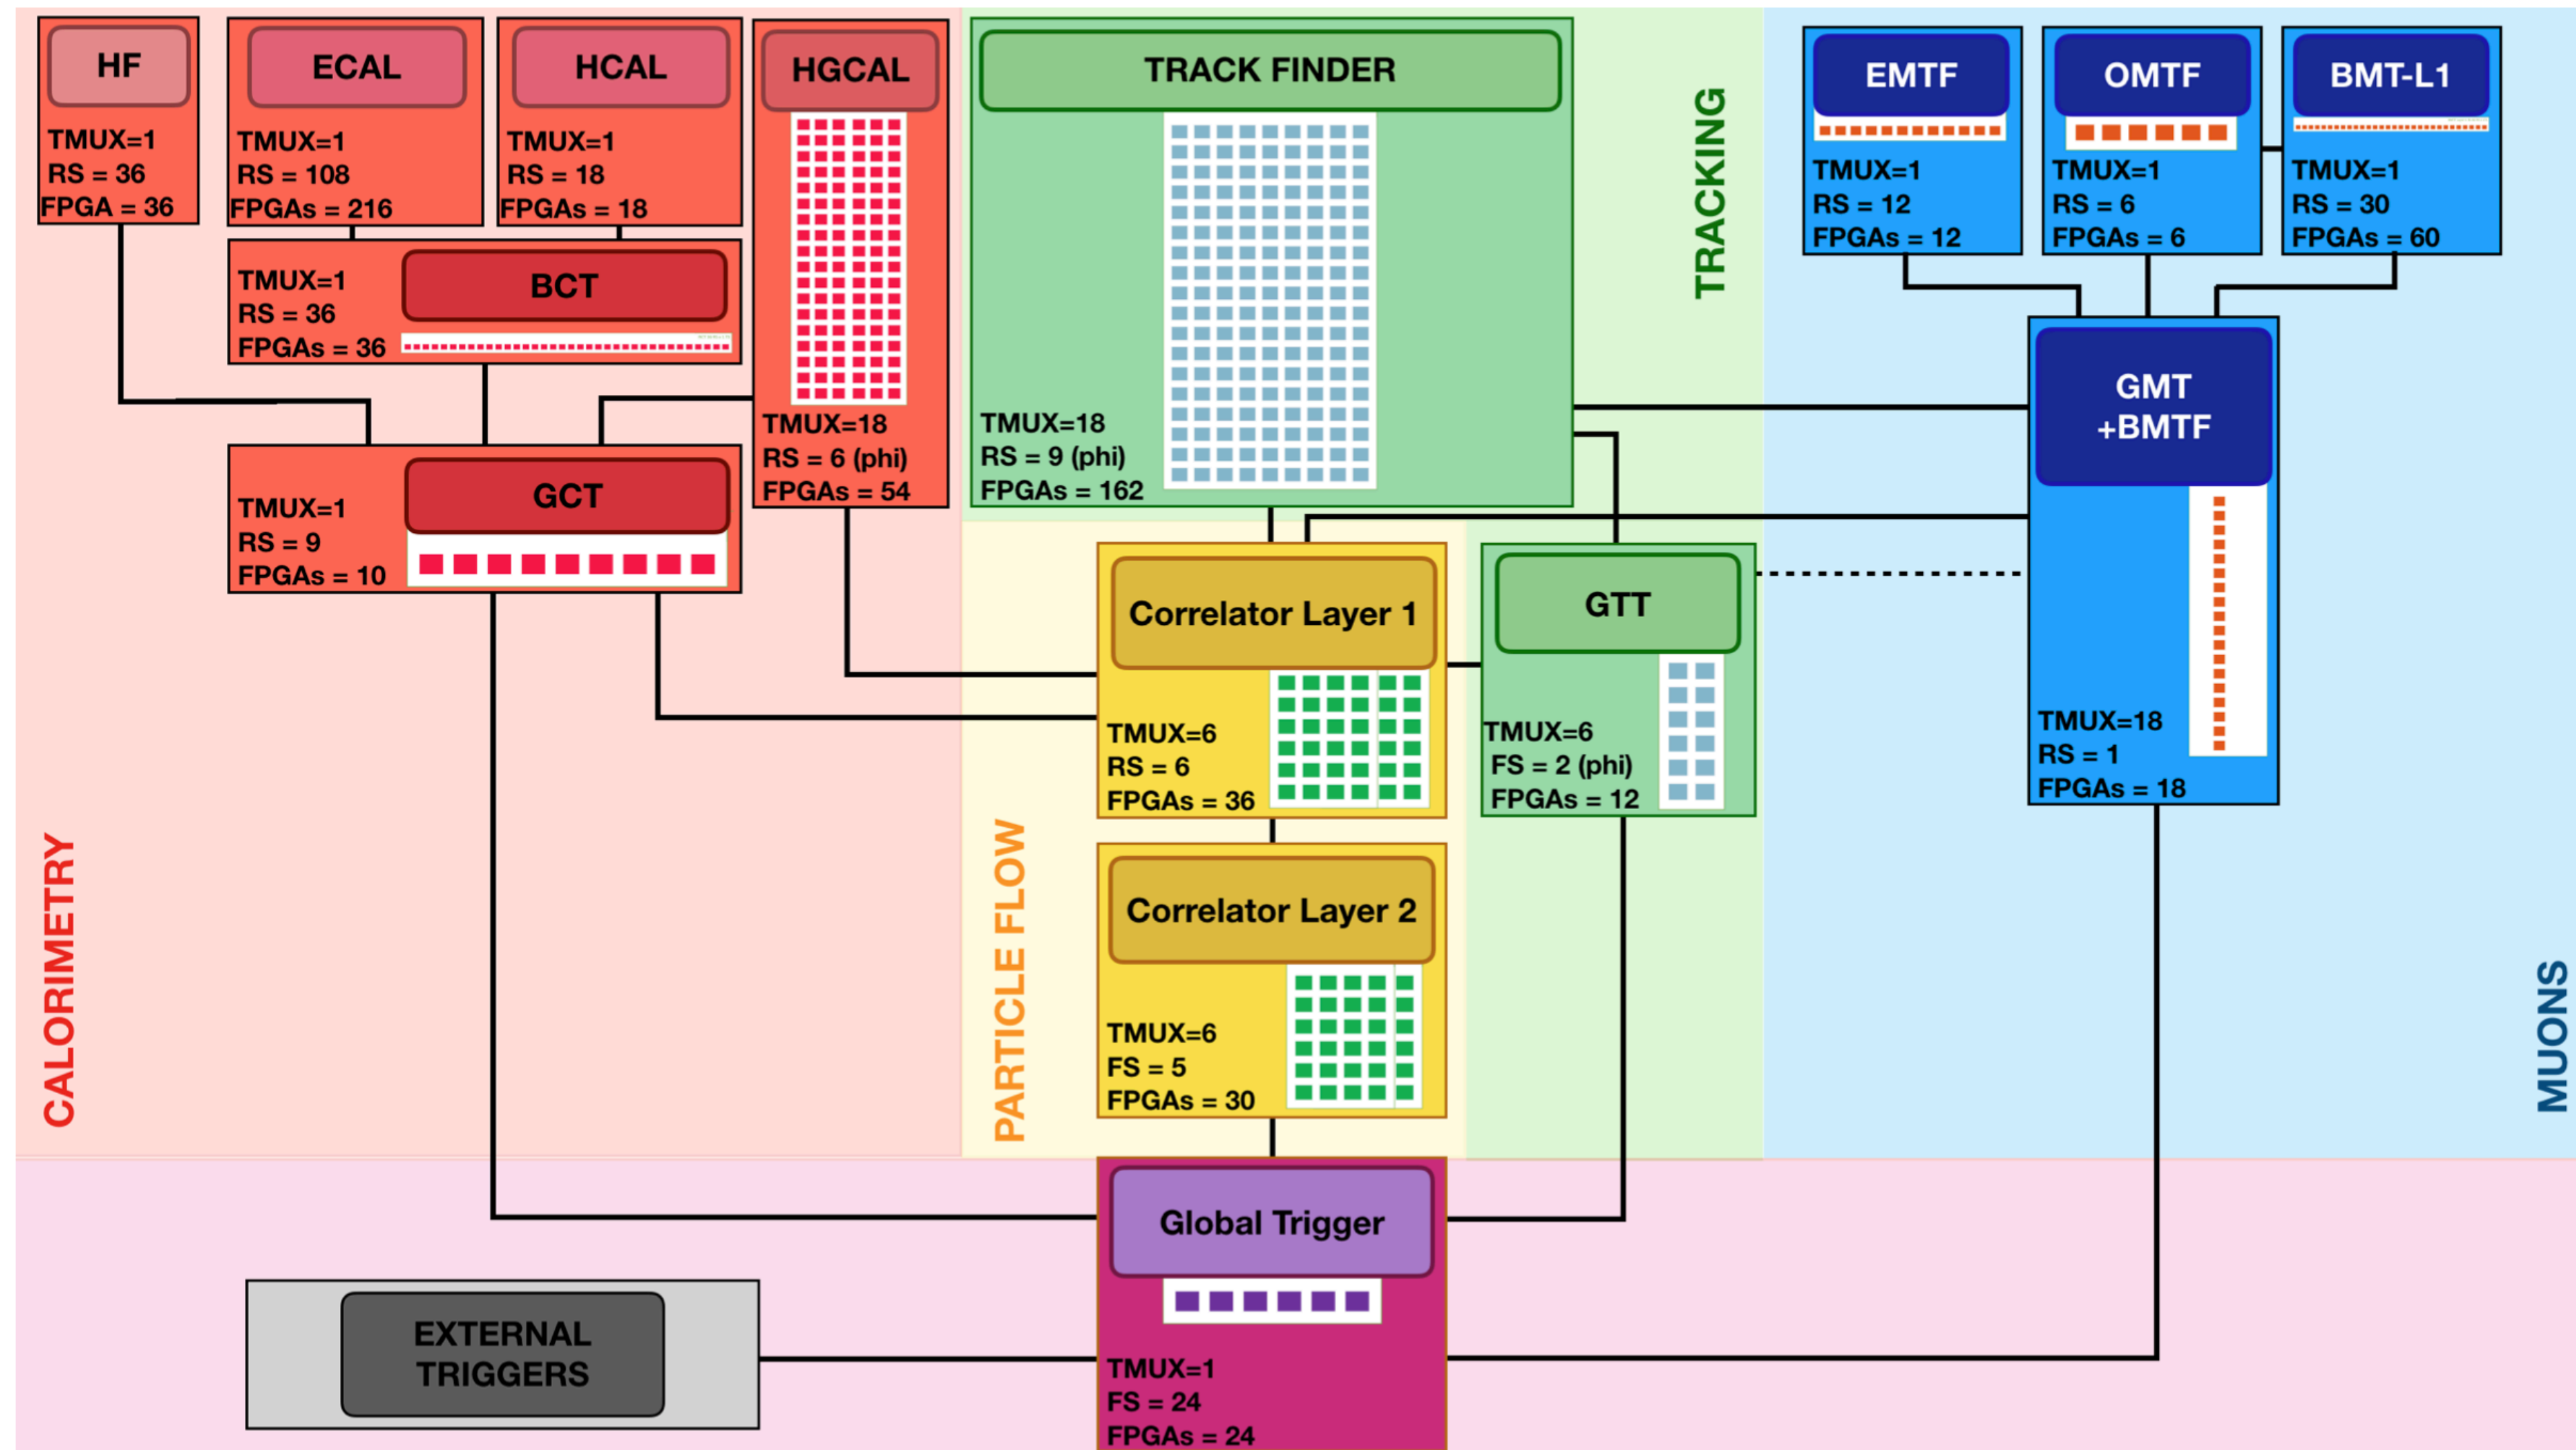 HF
TMUX=1
RS = 36
FPGA = 36
ECAL
TMUX=1
RS = 108
FPGAs = 216
HCAL
TMUX=1
RS = 18
FPGAs = 18
HGCAL
TMUX=18
RS = 6 (phi)
FPGAs = 54
BCT
TMUX=1
RS = 36
FPGAs = 36
GCT
TMUX=1
RS = 9
FPGAs = 10
CALORIMETRY
TRACK FINDER
TMUX=18
RS = 9 (phi)
FPGAs = 162
TRACKING
EMTF
TMUX=1
RS = 12
FPGAs = 12
OMTF
TMUX=1
RS = 6
FPGAs = 6
BMT-L1
TMUX=1
RS = 30
FPGAs = 60
GMT
+BMTF
TMUX=18
RS = 1
FPGAs = 18
MUONS
Correlator Layer 1
TMUX=6
RS = 6
FPGAs = 36
GTT
TMUX=6
FS = 2 (phi)
FPGAs = 12
PARTICLE FLOW
Correlator Layer 2
TMUX=6
FS = 5
FPGAs = 30
Global Trigger
TMUX=1
FS = 24
FPGAs = 24
EXTERNAL
TRIGGERS